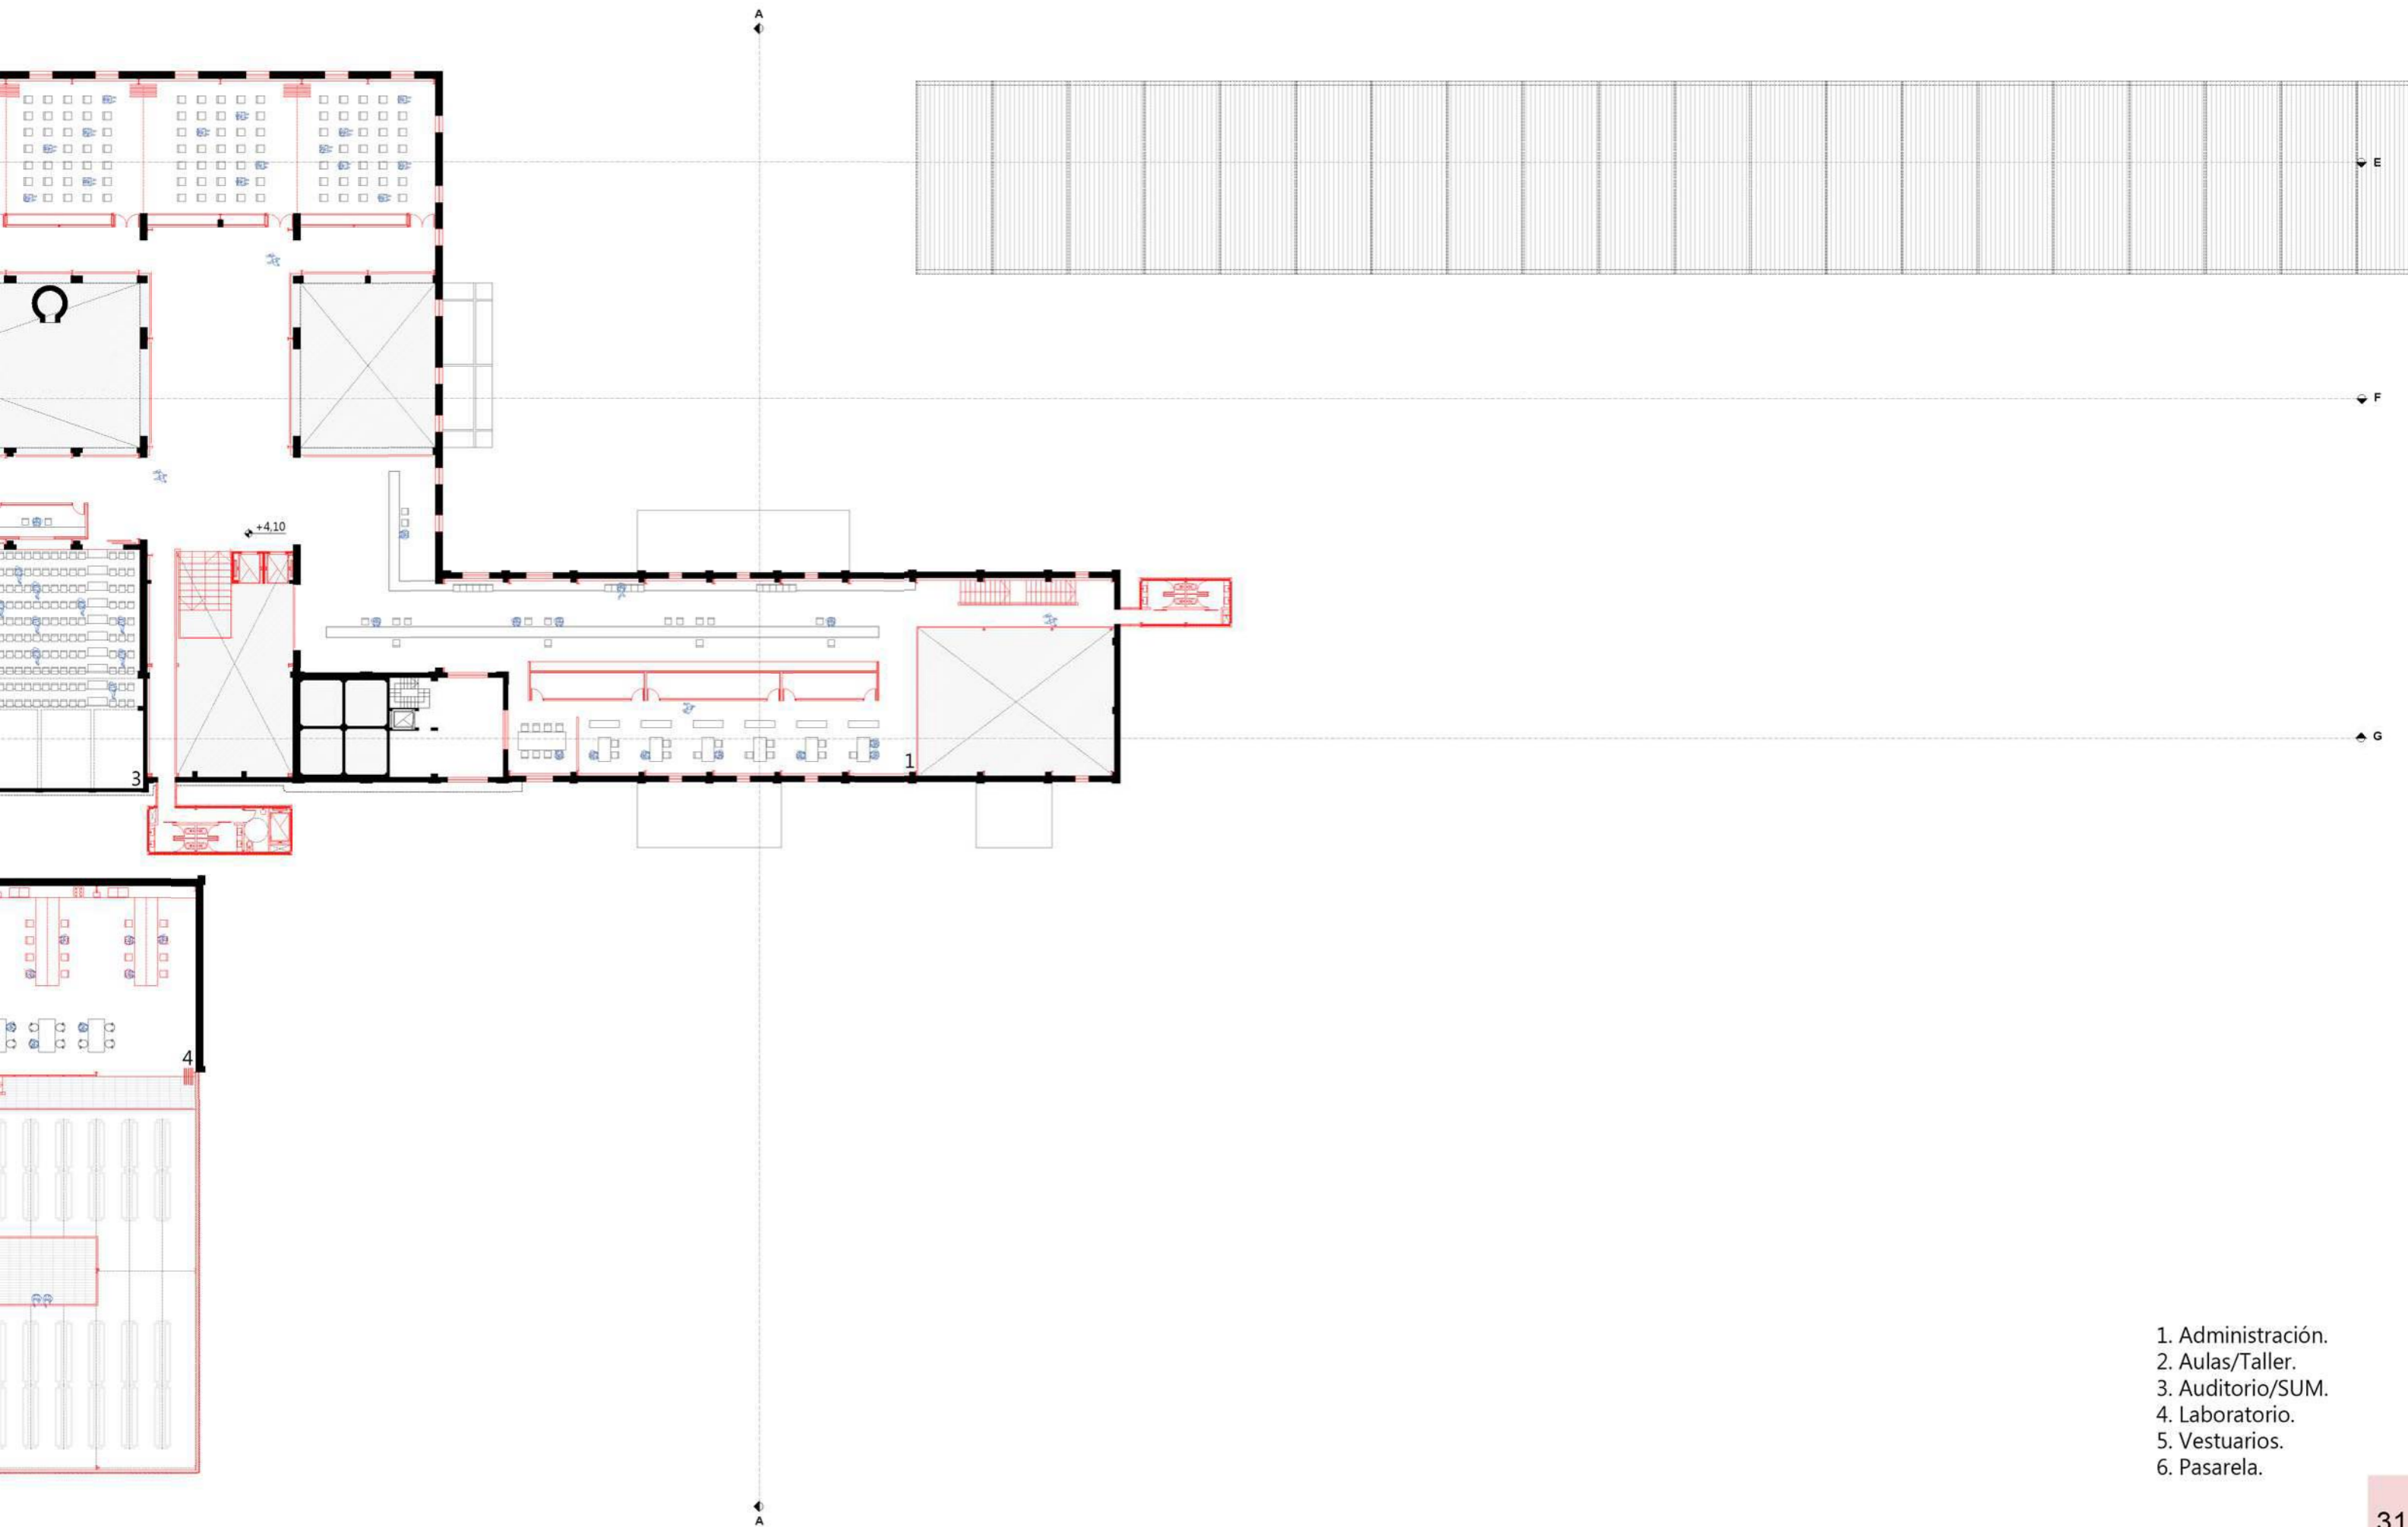 A
E
F
+4,10
G
1
3
4
1. Administración.
2. Aulas/Taller.
3. Auditorio/SUM.
4. Laboratorio.
5. Vestuarios.
6. Pasarela.
A
31